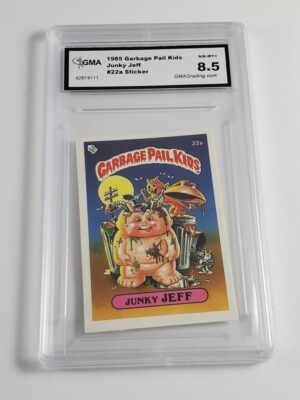 GMA
1985 Garbage Pail Kids
Junky Jeff
#22a Sticker
NM-MT+
8.5
42874111
GMAGrading.com
GARBAGE PAIL KIDS
22a
JUNKY JEFF